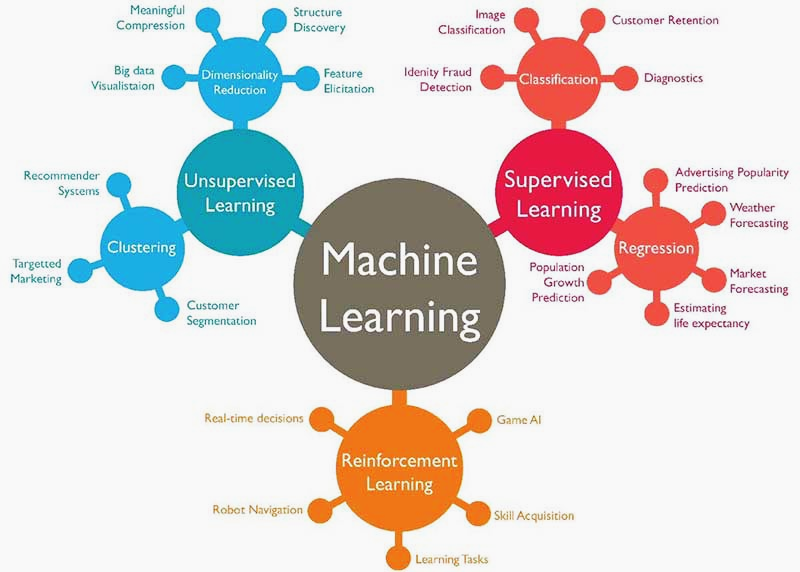 Meaningful
Compression
Structure
Discovery
Big data
Visualistaion
Dimensionality
Reduction
Feature
Elicitation
Recommender
Systems
Unsupervised
Learning
Clustering
Targetted
Marketing
Customer
Segmentation
Image
Classification
Customer Retention
Idenity Fraud
Detection
Classification
Diagnostics
Supervised
Learning
Advertising Popularity
Prediction
Weather
Forecasting
Regression
Population
Growth
Prediction
Market
Forecasting
Estimating
life expectancy
Machine
Learning
Real-time decisions
Game AI
Reinforcement
Learning
Robot Navigation
Skill Acquisition
Learning Tasks